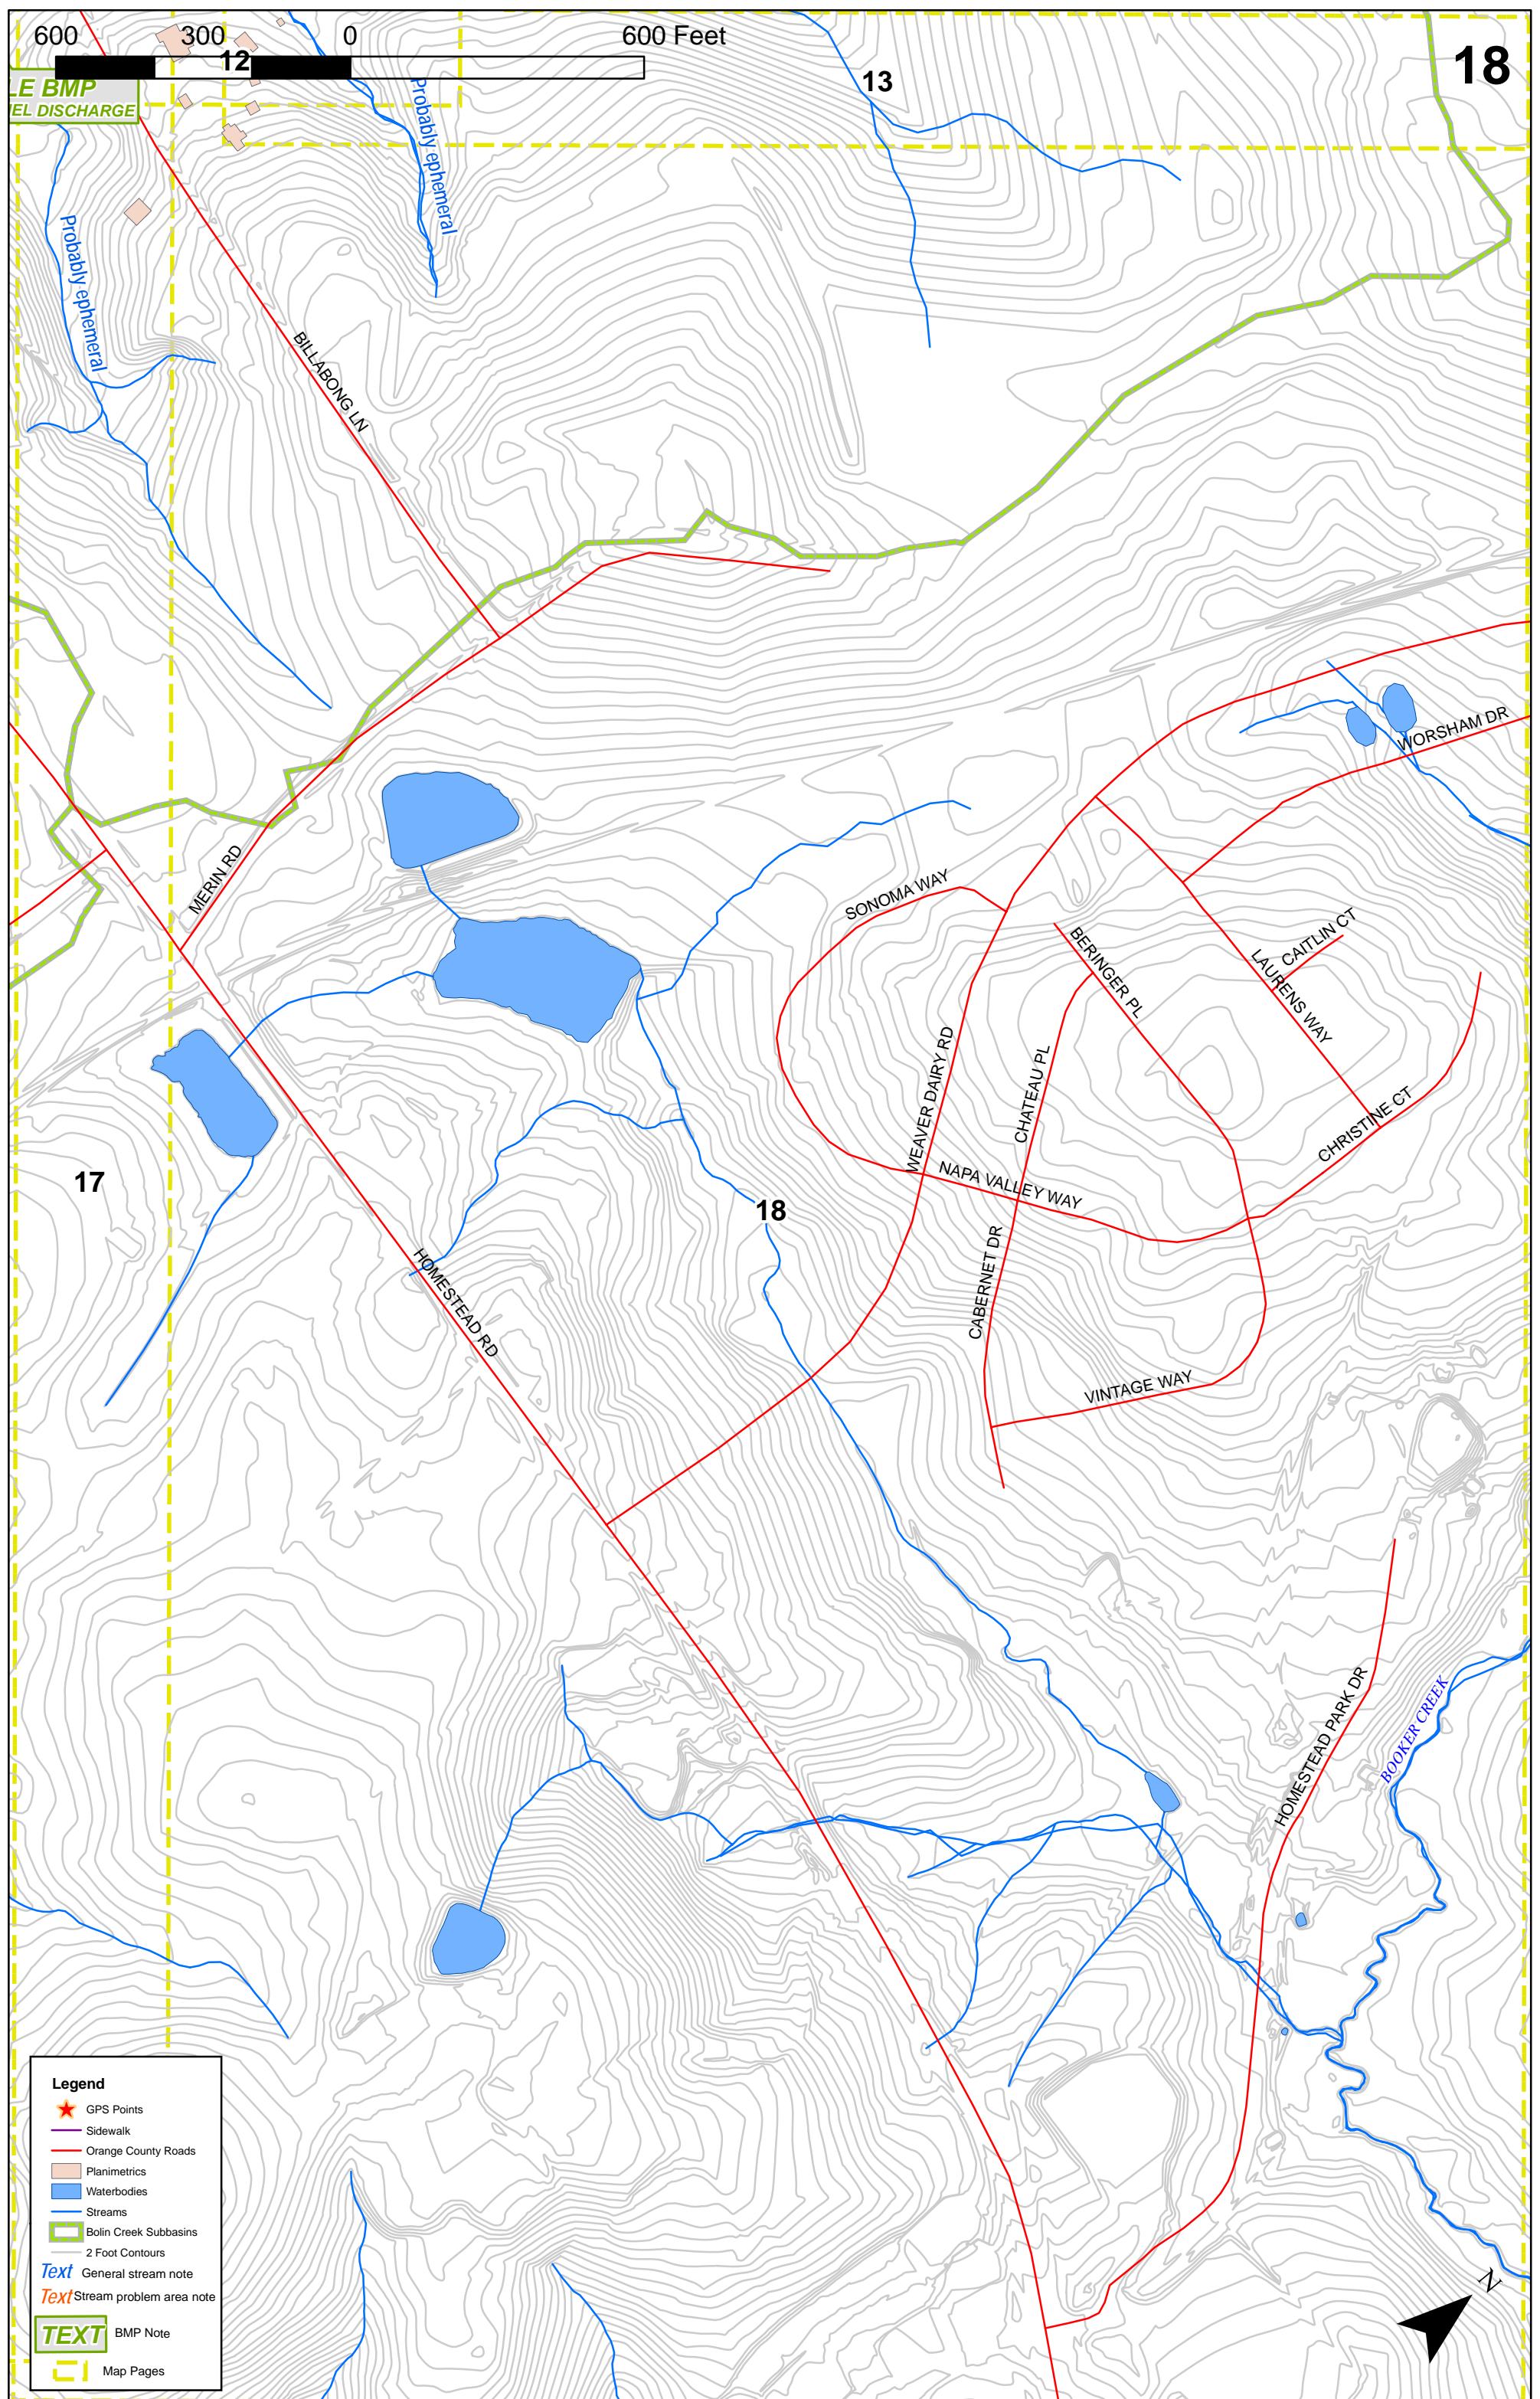 600 300 0 600 Feet
12
13
18
LE BMP
EL DISCHARGE
Probably ephemeral
Probably ephemeral
BILLABONG LN
WORSHAM DR
MERIN RD
SONOMA WAY
BERINGER PL
CAITLIN CT
LAURENS WAY
WEAVER DAIRY RD
CHATEAU PL
CHRISTINE CT
17
NAPA VALLEY WAY
18
CABERNET DR
HOMESTEAD RD
VINTAGE WAY
HOMESTEAD PARK DR
BOOKER CREEK
Legend
GPS Points
Sidewalk
Orange County Roads
Planimetrics
Waterbodies
Streams
Bolin Creek Subbasins
2 Foot Contours
Text General stream note
Text Stream problem area note
TEXT BMP Note
Map Pages
N